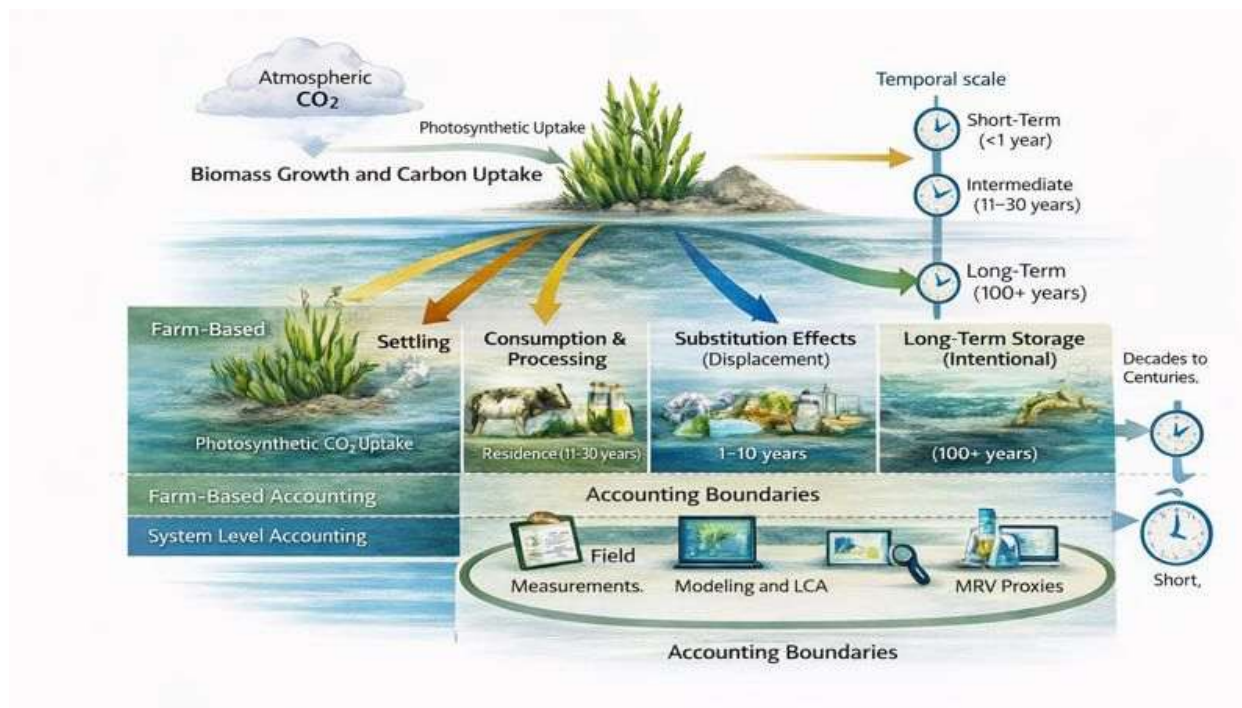 Atmospheric
CO₂
Photosynthetic Uptake
Biomass Growth and Carbon Uptake
Temporal scale
Short-Term
(<1 year)
Intermediate
(11–30 years)
Long-Term
(100+ years)
Farm-Based
Settling
Photosynthetic CO₂ Uptake
Consumption &
Processing
Residence (11-30 years)
Substitution Effects
(Displacement)
1–10 years
Long-Term Storage
(Intentional)
(100+ years)
Decades to
Centuries.
Farm-Based Accounting
Accounting Boundaries
System Level Accounting
Field
Measurements.
Modeling and LCA
MRV Proxies
Short,
Accounting Boundaries